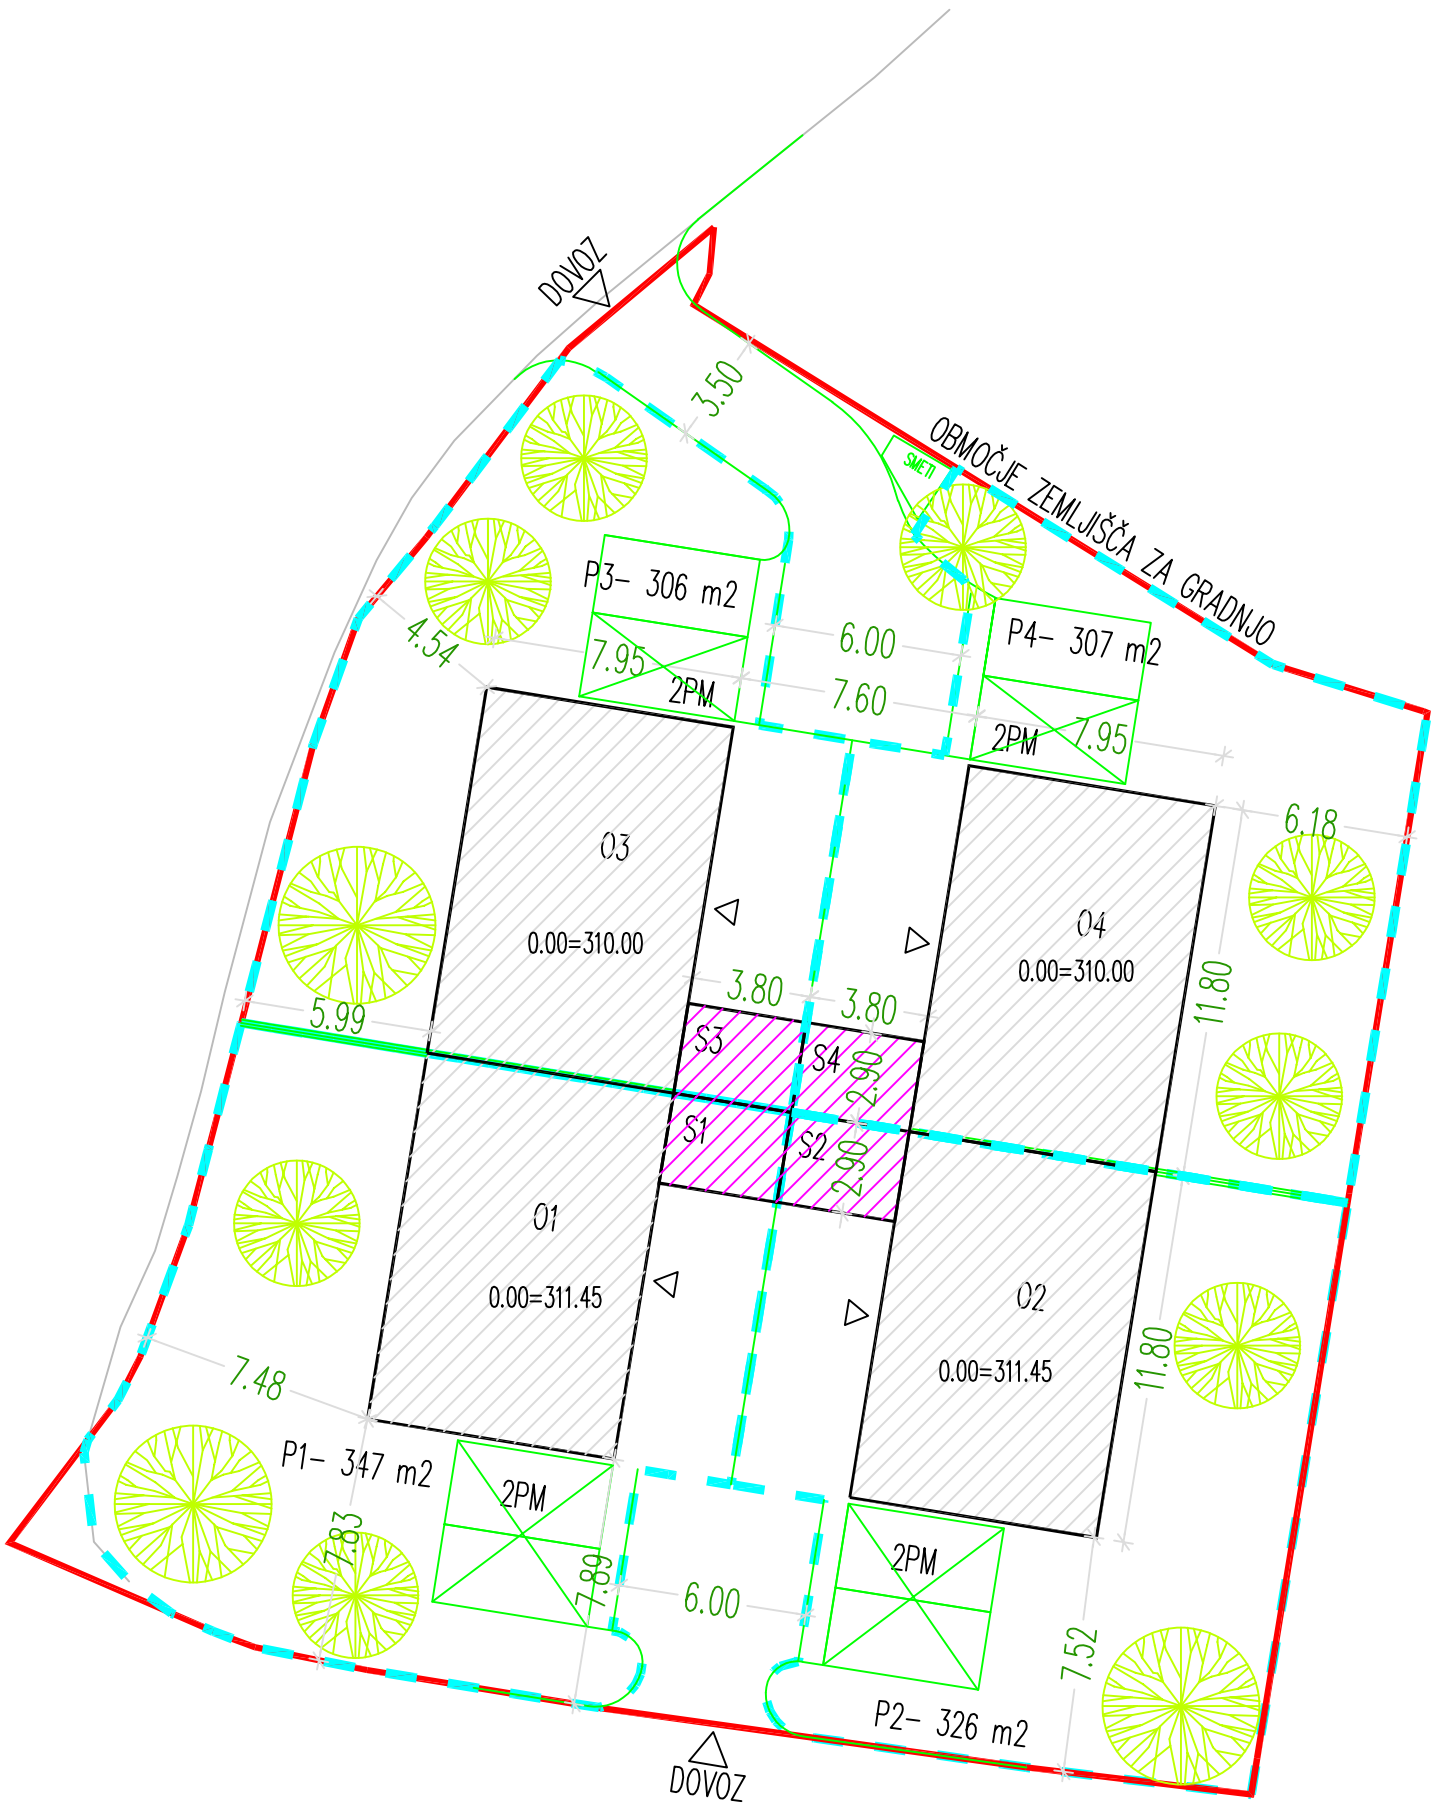 DOVOZ
3.50
OBMOČJE ZEMLJIŠČA ZA GRADNJO
SMETI
P3- 306 m2
4.54
7.95
2PM
6.00
7.60
P4- 307 m2
2PM
7.95
6.18
O3
0.00=310.00
O4
0.00=310.00
11.80
3.80
3.80
5.99
S3
S4
2.90
S1
S2
2.90
O1
0.00=311.45
O2
0.00=311.45
11.80
7.48
P1- 347 m2
2PM
7.83
7.89
6.00
2PM
7.52
P2- 326 m2
DOVOZ